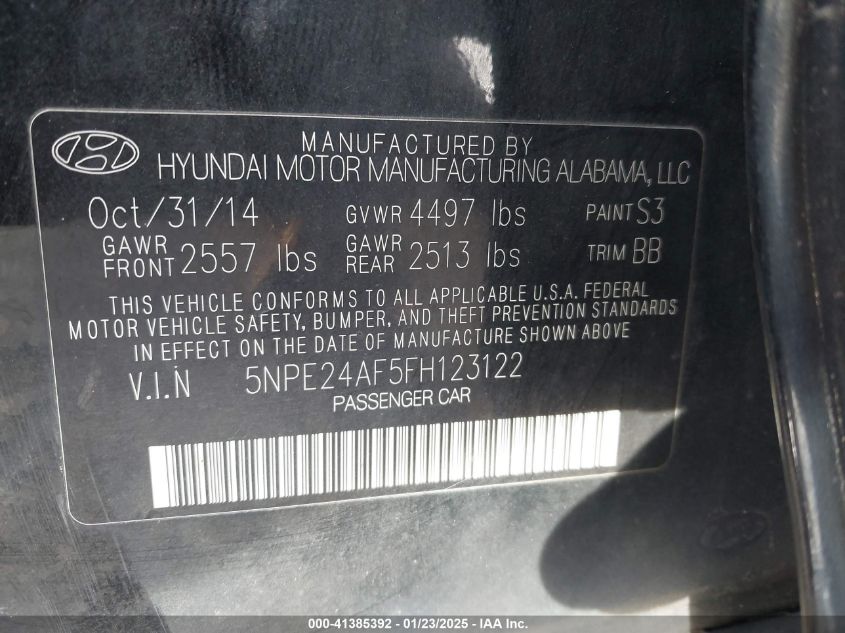 MANUFACTURED BY
HYUNDAI MOTOR MANUFACTURING ALABAMA, LLC
Oct/31/14 GVWR 4497 lbs PAINT S3
GAWR FRONT 2557 lbs GAWR REAR 2513 lbs TRIM BB
THIS VEHICLE CONFORMS TO ALL APPLICABLE U.S.A. FEDERAL
MOTOR VEHICLE SAFETY, BUMPER, AND THEFT PREVENTION STANDARDS
IN EFFECT ON THE DATE OF MANUFACTURE SHOWN ABOVE
V.I.N 5NPE24AF5FH123122
PASSENGER CAR
000-41385392 - 01/23/2025 - IAA Inc.